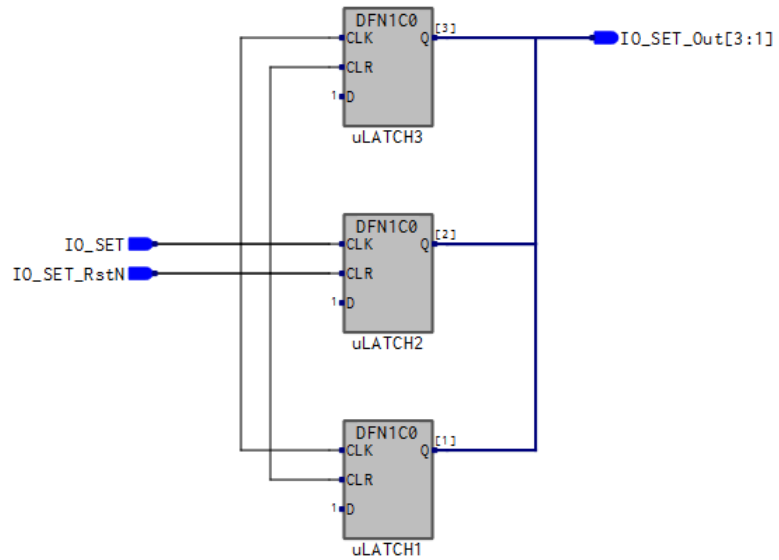 DFN1C0
[3]
CLK Q
IO_SET_Out[3:1]
CLR
1 D
uLATCH3
DFN1C0
[2]
IO_SET
CLK Q
IO_SET_RstN
CLR
1 D
uLATCH2
DFN1C0
[1]
CLK Q
CLR
1 D
uLATCH1